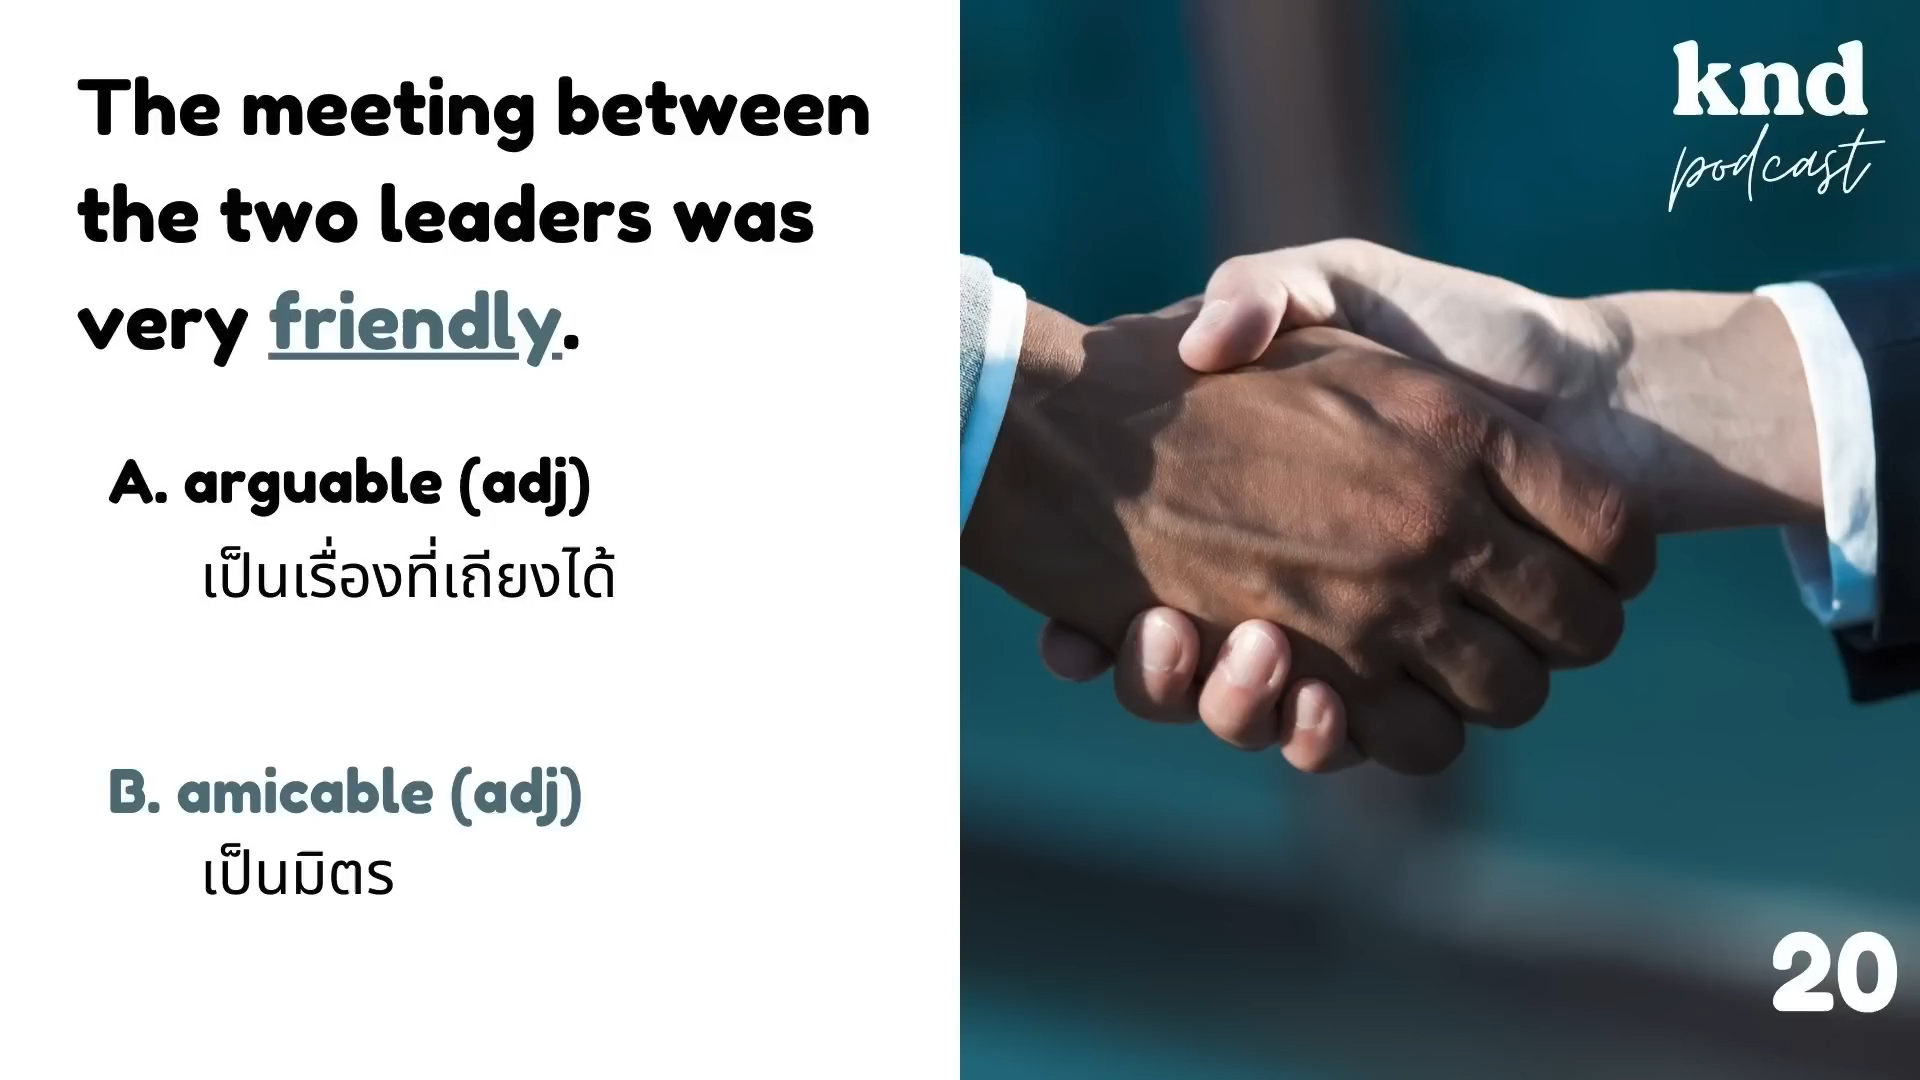 The meeting between
the two leaders was
very friendly.
A. arguable (adj)
เป็นเรื่องที่เถียงได้
B. amicable (adj)
เป็นมิตร
knd
podcast
20